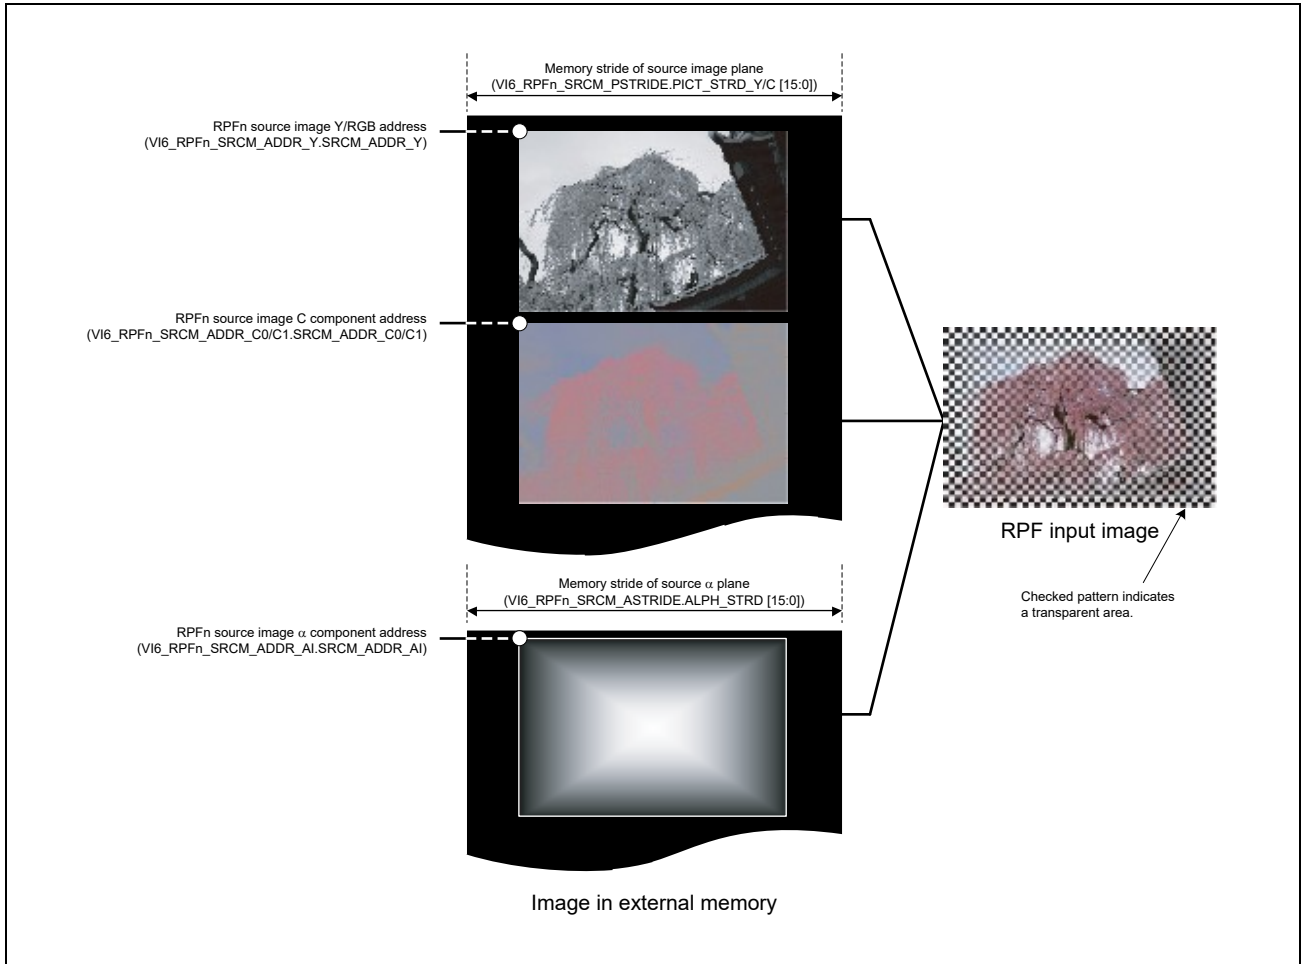 Memory stride of source image plane
(VI6_RPFn_SRCM_PSTRIDE.PICT_STRD_Y/C [15:0])
RPFn source image Y/RGB address
(VI6_RPFn_SRCM_ADDR_Y.SRCM_ADDR_Y)
RPFn source image C component address
(VI6_RPFn_SRCM_ADDR_C0/C1.SRCM_ADDR_C0/C1)
RPF input image
Checked pattern indicates
a transparent area.
Memory stride of source α plane
(VI6_RPFn_SRCM_ASTRIDE.ALPH_STRD [15:0])
RPFn source image α component address
(VI6_RPFn_SRCM_ADDR_AI.SRCM_ADDR_AI)
Image in external memory